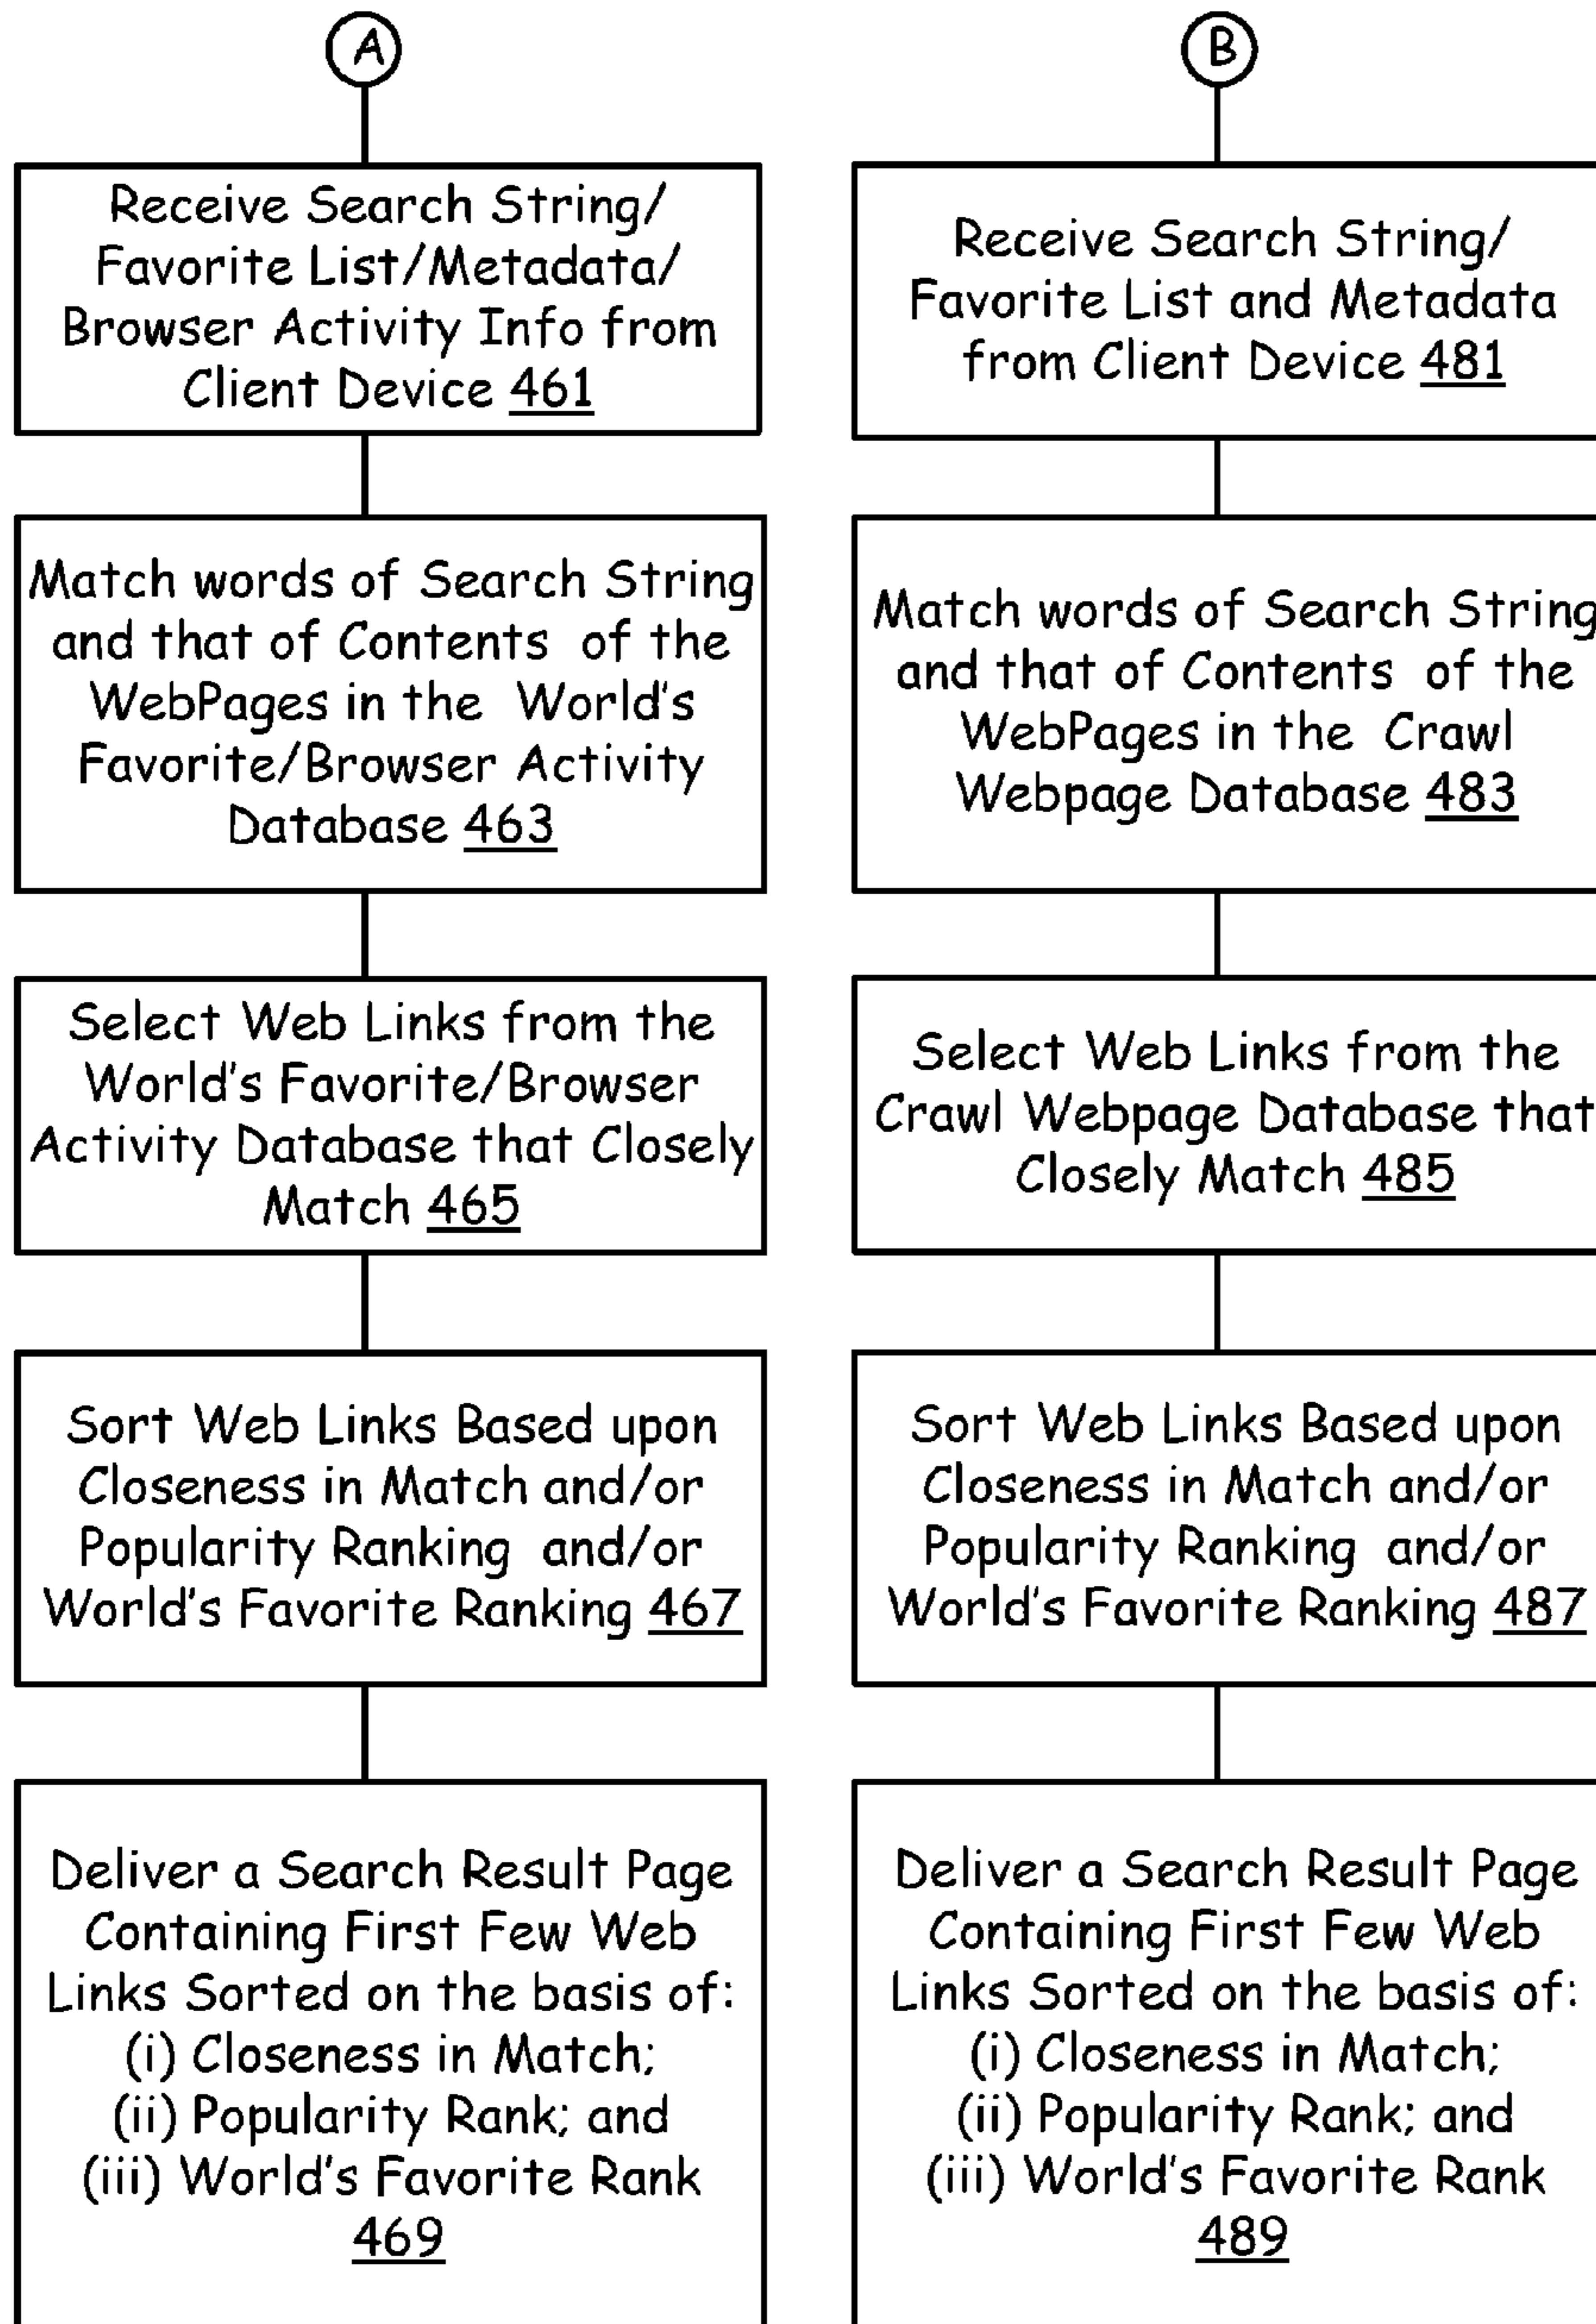 A
Receive Search String/
Favorite List/Metadata/
Browser Activity Info from
Client Device 461
Match words of Search String
and that of Contents of the
WebPages in the World's
Favorite/Browser Activity
Database 463
Select Web Links from the
World's Favorite/Browser
Activity Database that Closely
Match 465
Sort Web Links Based upon
Closeness in Match and/or
Popularity Ranking and/or
World's Favorite Ranking 467
Deliver a Search Result Page
Containing First Few Web
Links Sorted on the basis of:
(i) Closeness in Match;
(ii) Popularity Rank; and
(iii) World's Favorite Rank
469
B
Receive Search String/
Favorite List and Metadata
from Client Device 481
Match words of Search String
and that of Contents of the
WebPages in the Crawl
Webpage Database 483
Select Web Links from the
Crawl Webpage Database that
Closely Match 485
Sort Web Links Based upon
Closeness in Match and/or
Popularity Ranking and/or
World's Favorite Ranking 487
Deliver a Search Result Page
Containing First Few Web
Links Sorted on the basis of:
(i) Closeness in Match;
(ii) Popularity Rank; and
(iii) World's Favorite Rank
489